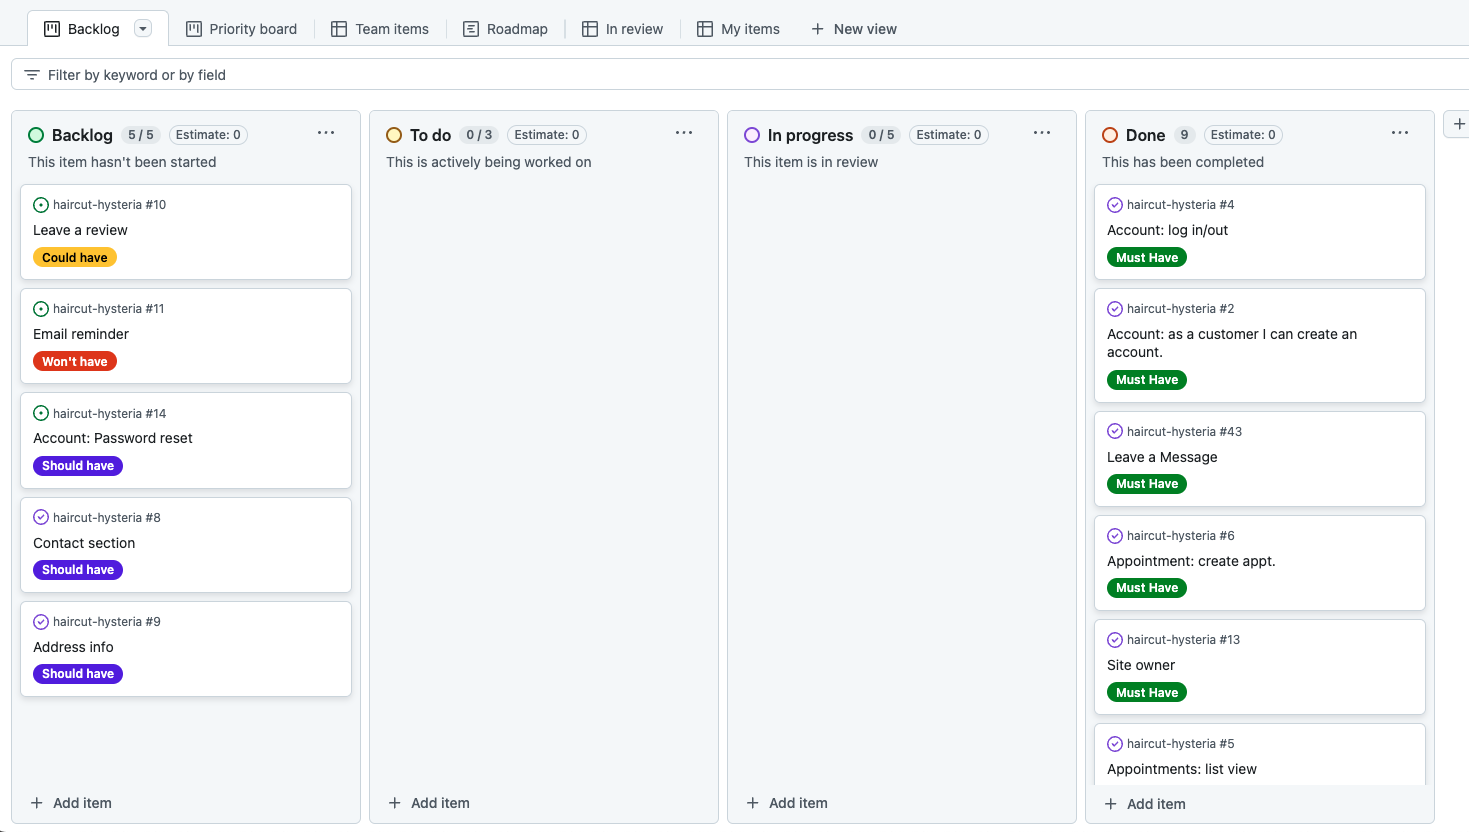 Backlog
Priority board
Team items
Roadmap
In review
My items
New view
Filter by keyword or by field
Backlog 5 / 5 Estimate: 0
This item hasn't been started
haircut-hysteria #10
Leave a review
Could have
haircut-hysteria #11
Email reminder
Won't have
haircut-hysteria #14
Account: Password reset
Should have
haircut-hysteria #8
Contact section
Should have
haircut-hysteria #9
Address info
Should have
Add item
To do 0 / 3 Estimate: 0
This is actively being worked on
Add item
In progress 0 / 5 Estimate: 0
This item is in review
Add item
Done 9 Estimate: 0
This has been completed
haircut-hysteria #4
Account: log in/out
Must Have
haircut-hysteria #2
Account: as a customer I can create an
account.
Must Have
haircut-hysteria #43
Leave a Message
Must Have
haircut-hysteria #6
Appointment: create appt.
Must Have
haircut-hysteria #13
Site owner
Must Have
haircut-hysteria #5
Appointments: list view
Add item